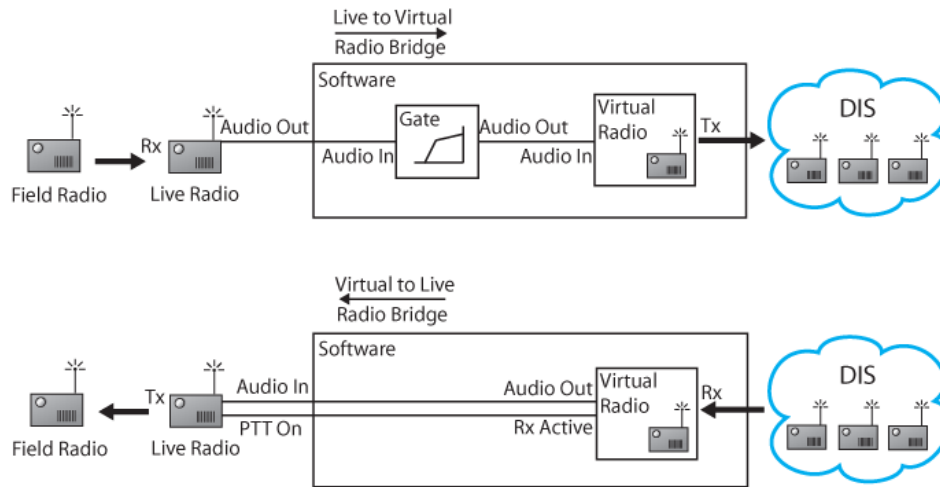 Live to Virtual
Radio Bridge
Software
DIS
Virtual
Radio
Tx
Gate
Audio Out
Audio In
Audio Out
Audio In
Rx
Field Radio
Live Radio
Virtual to Live
Radio Bridge
Software
DIS
Virtual
Radio
Rx
Audio Out
Rx Active
Audio In
PTT On
Tx
Field Radio
Live Radio